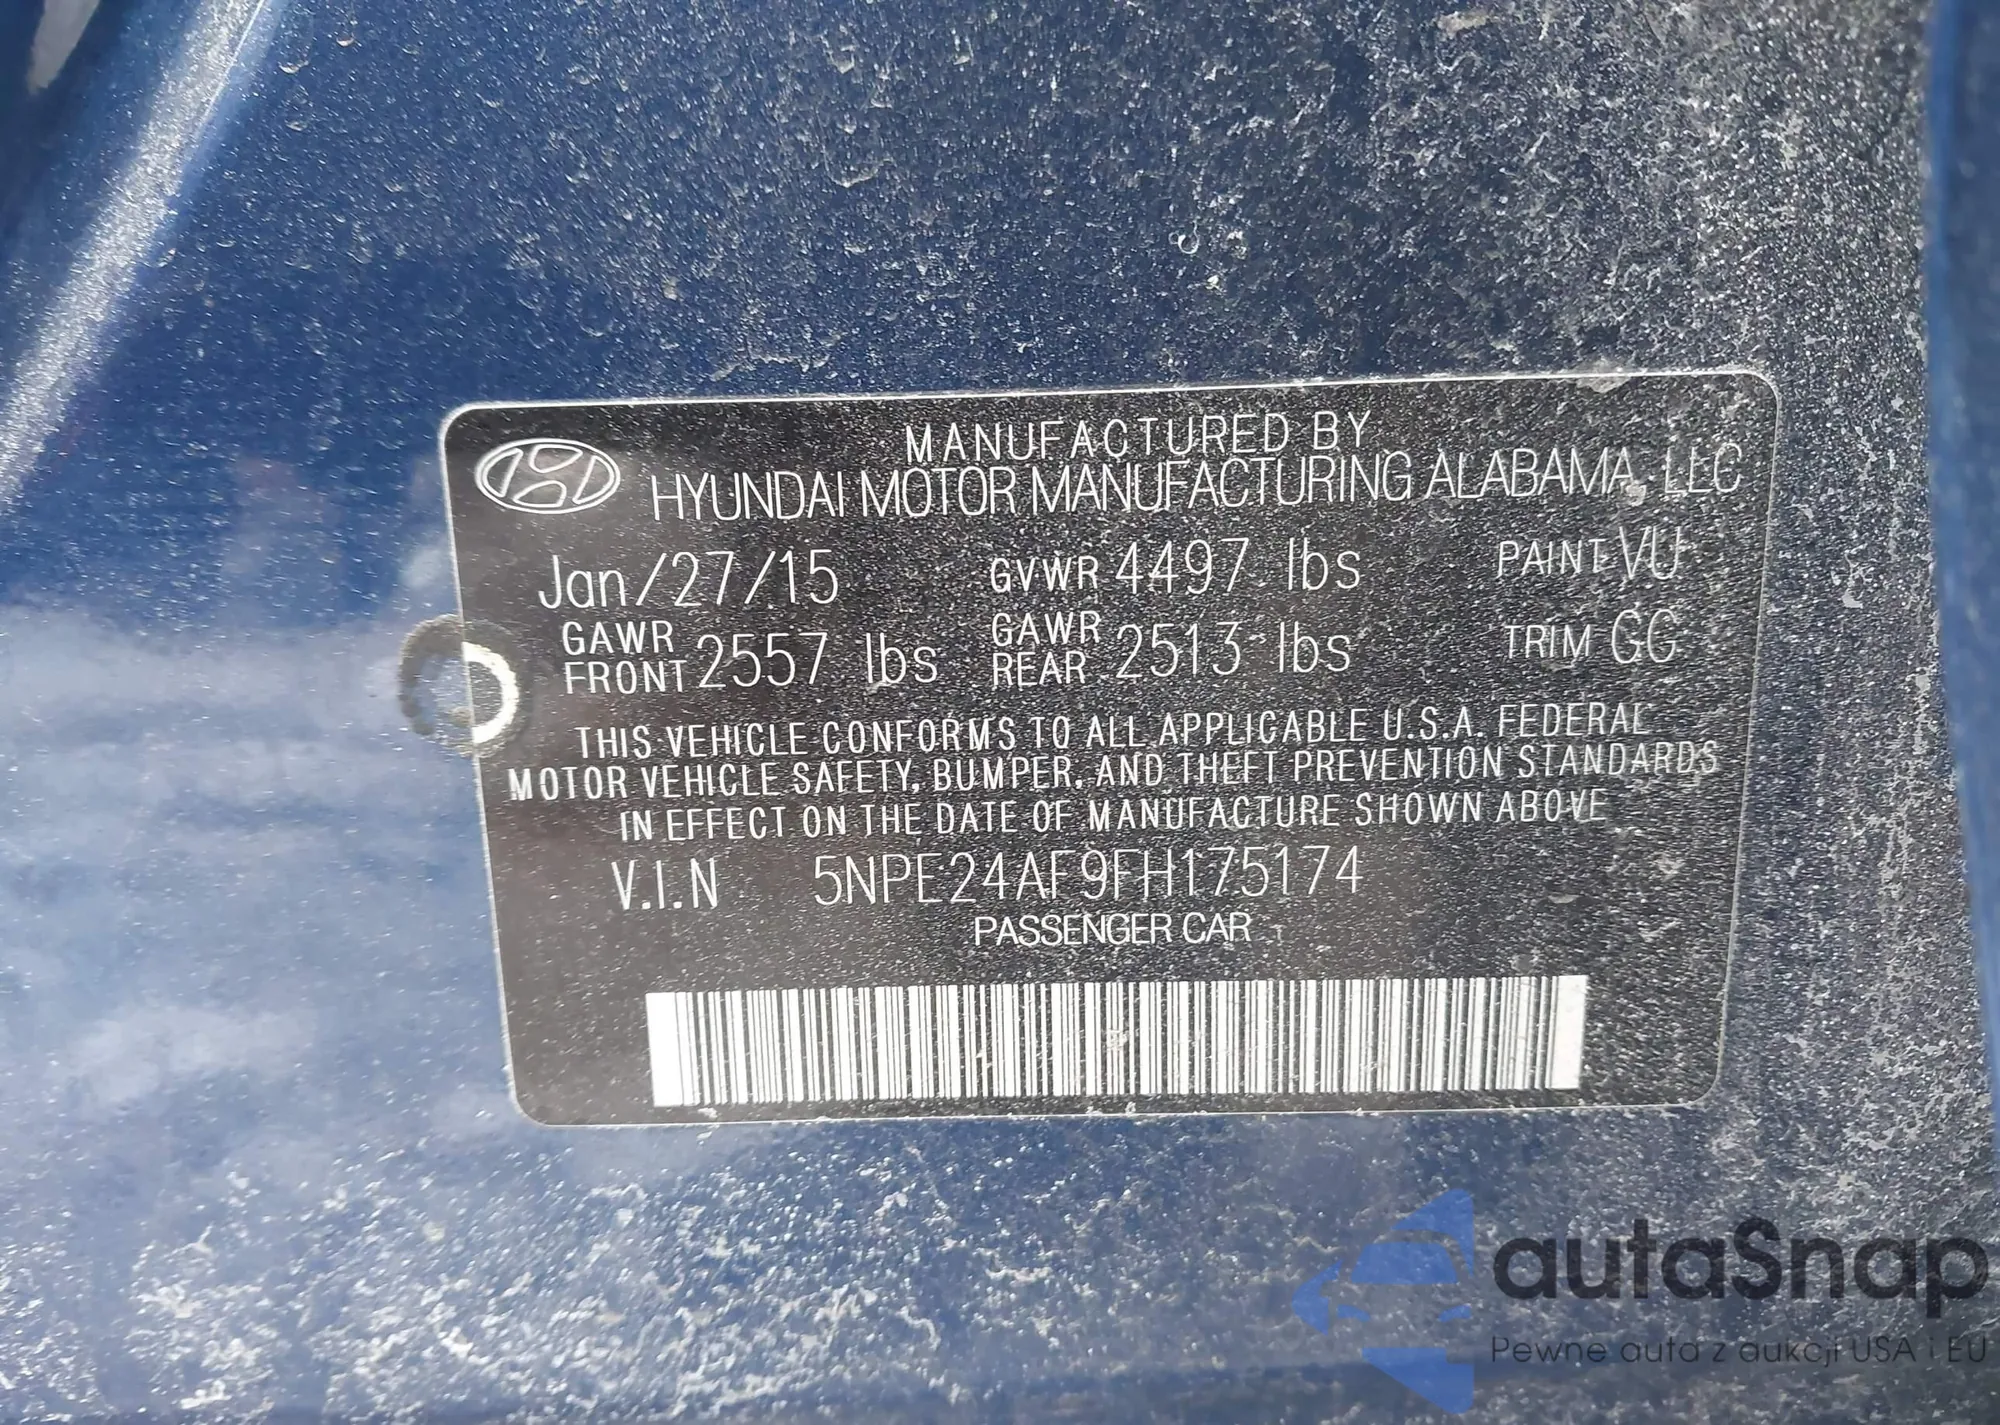 MANUFACTURED BY
HYUNDAI MOTOR MANUFACTURING ALABAMA, LLC
Jan/27/15 GVWR 4497 lbs PAINT VU
GAWR FRONT 2557 lbs GAWR REAR 2513 lbs TRIM GG
THIS VEHICLE CONFORMS TO ALL APPLICABLE U.S.A. FEDERAL
MOTOR VEHICLE SAFETY, BUMPER, AND THEFT PREVENTION STANDARDS
IN EFFECT ON THE DATE OF MANUFACTURE SHOWN ABOVE
V.I.N 5NPE24AF9FH175174
PASSENGER CAR
autaSnap
Pewne auta z aukcji USA i EU